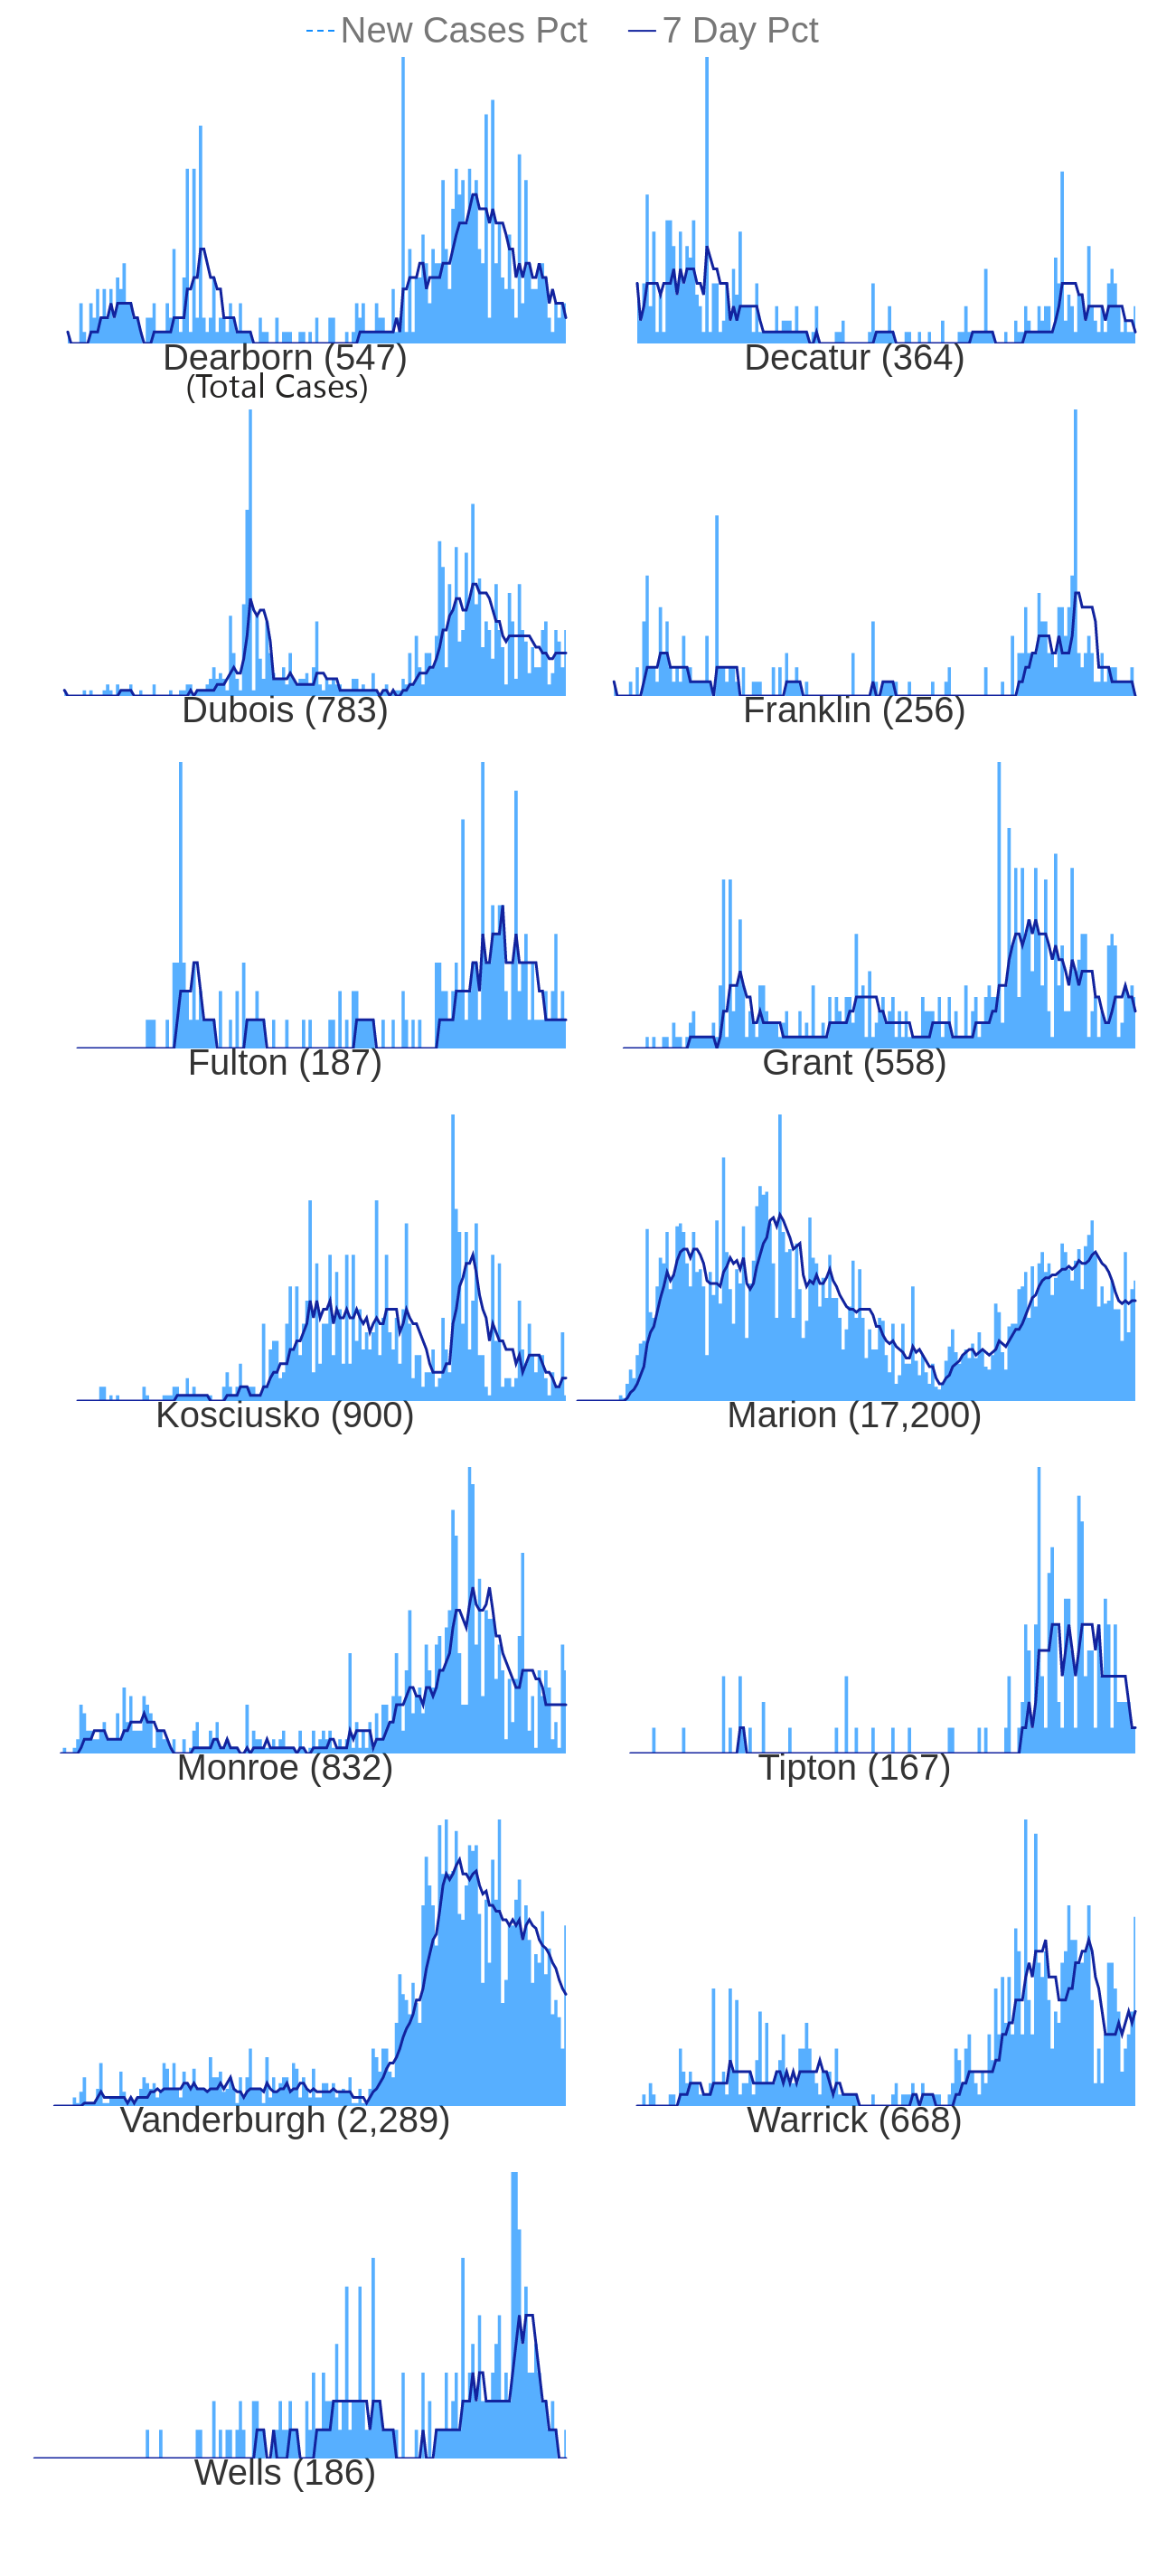 New Cases Pct 7 Day Pct
Dearborn (547) Decatur (364)
(Total Cases)
Dubois (783) Franklin (256)
Fulton (187) Grant (558)
Kosciusko (900) Marion (17,200)
Monroe (832) Tipton (167)
Vanderburgh (2,289) Warrick (668)
Wells (186)